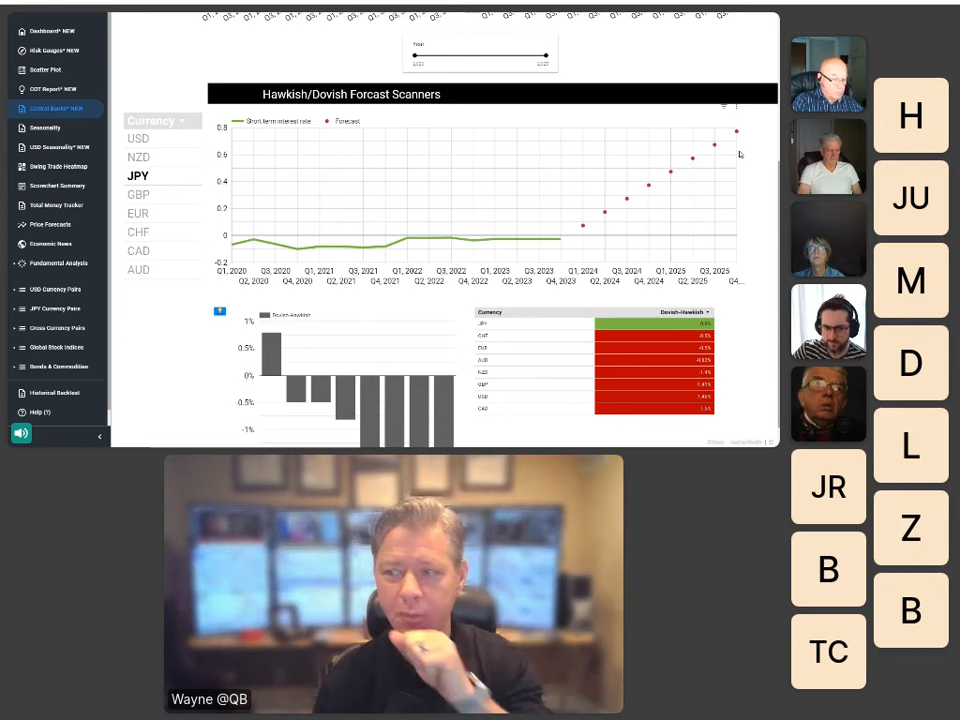 Dashboard* NEW
Risk Gauges* NEW
Scatter Plot
COT Report* NEW
Central Banks* NEW
Seasonality
USD Seasonality* NEW
Swing Trade Heatmap
Scorechart Summary
Total Money Tracker
Price Forecasts
Economic News
Fundamental Analysis
USD Currency Pairs
JPY Currency Pairs
Cross Currency Pairs
Global Stock Indices
Bonds & Commodities
Historical Backtest
Help (?)
Year
Hawkish/Dovish Forcast Scanners
Currency
USD
NZD
JPY
GBP
EUR
CHF
CAD
AUD
Short term interest rate
Forecast
0.8
0.6
0.4
0.2
0
-0.2
Q1, 2020
Q3, 2020
Q1, 2021
Q3, 2021
Q1, 2022
Q3, 2022
Q1, 2023
Q3, 2023
Q1, 2024
Q3, 2024
Q1, 2025
Q3, 2025
Q2, 2020
Q4, 2020
Q2, 2021
Q4, 2021
Q2, 2022
Q4, 2022
Q2, 2023
Q4, 2023
Q2, 2024
Q4, 2024
Q2, 2025
Q4...
Dovish-Hawkish
1%
0.5%
0%
-0.5%
-1%
Currency Dovish-Hawkish
JPY
CHF
EUR
AUD
NZD
GBP
USD
CAD
H
JU
M
D
L
JR
Z
B
B
TC
Wayne @QB